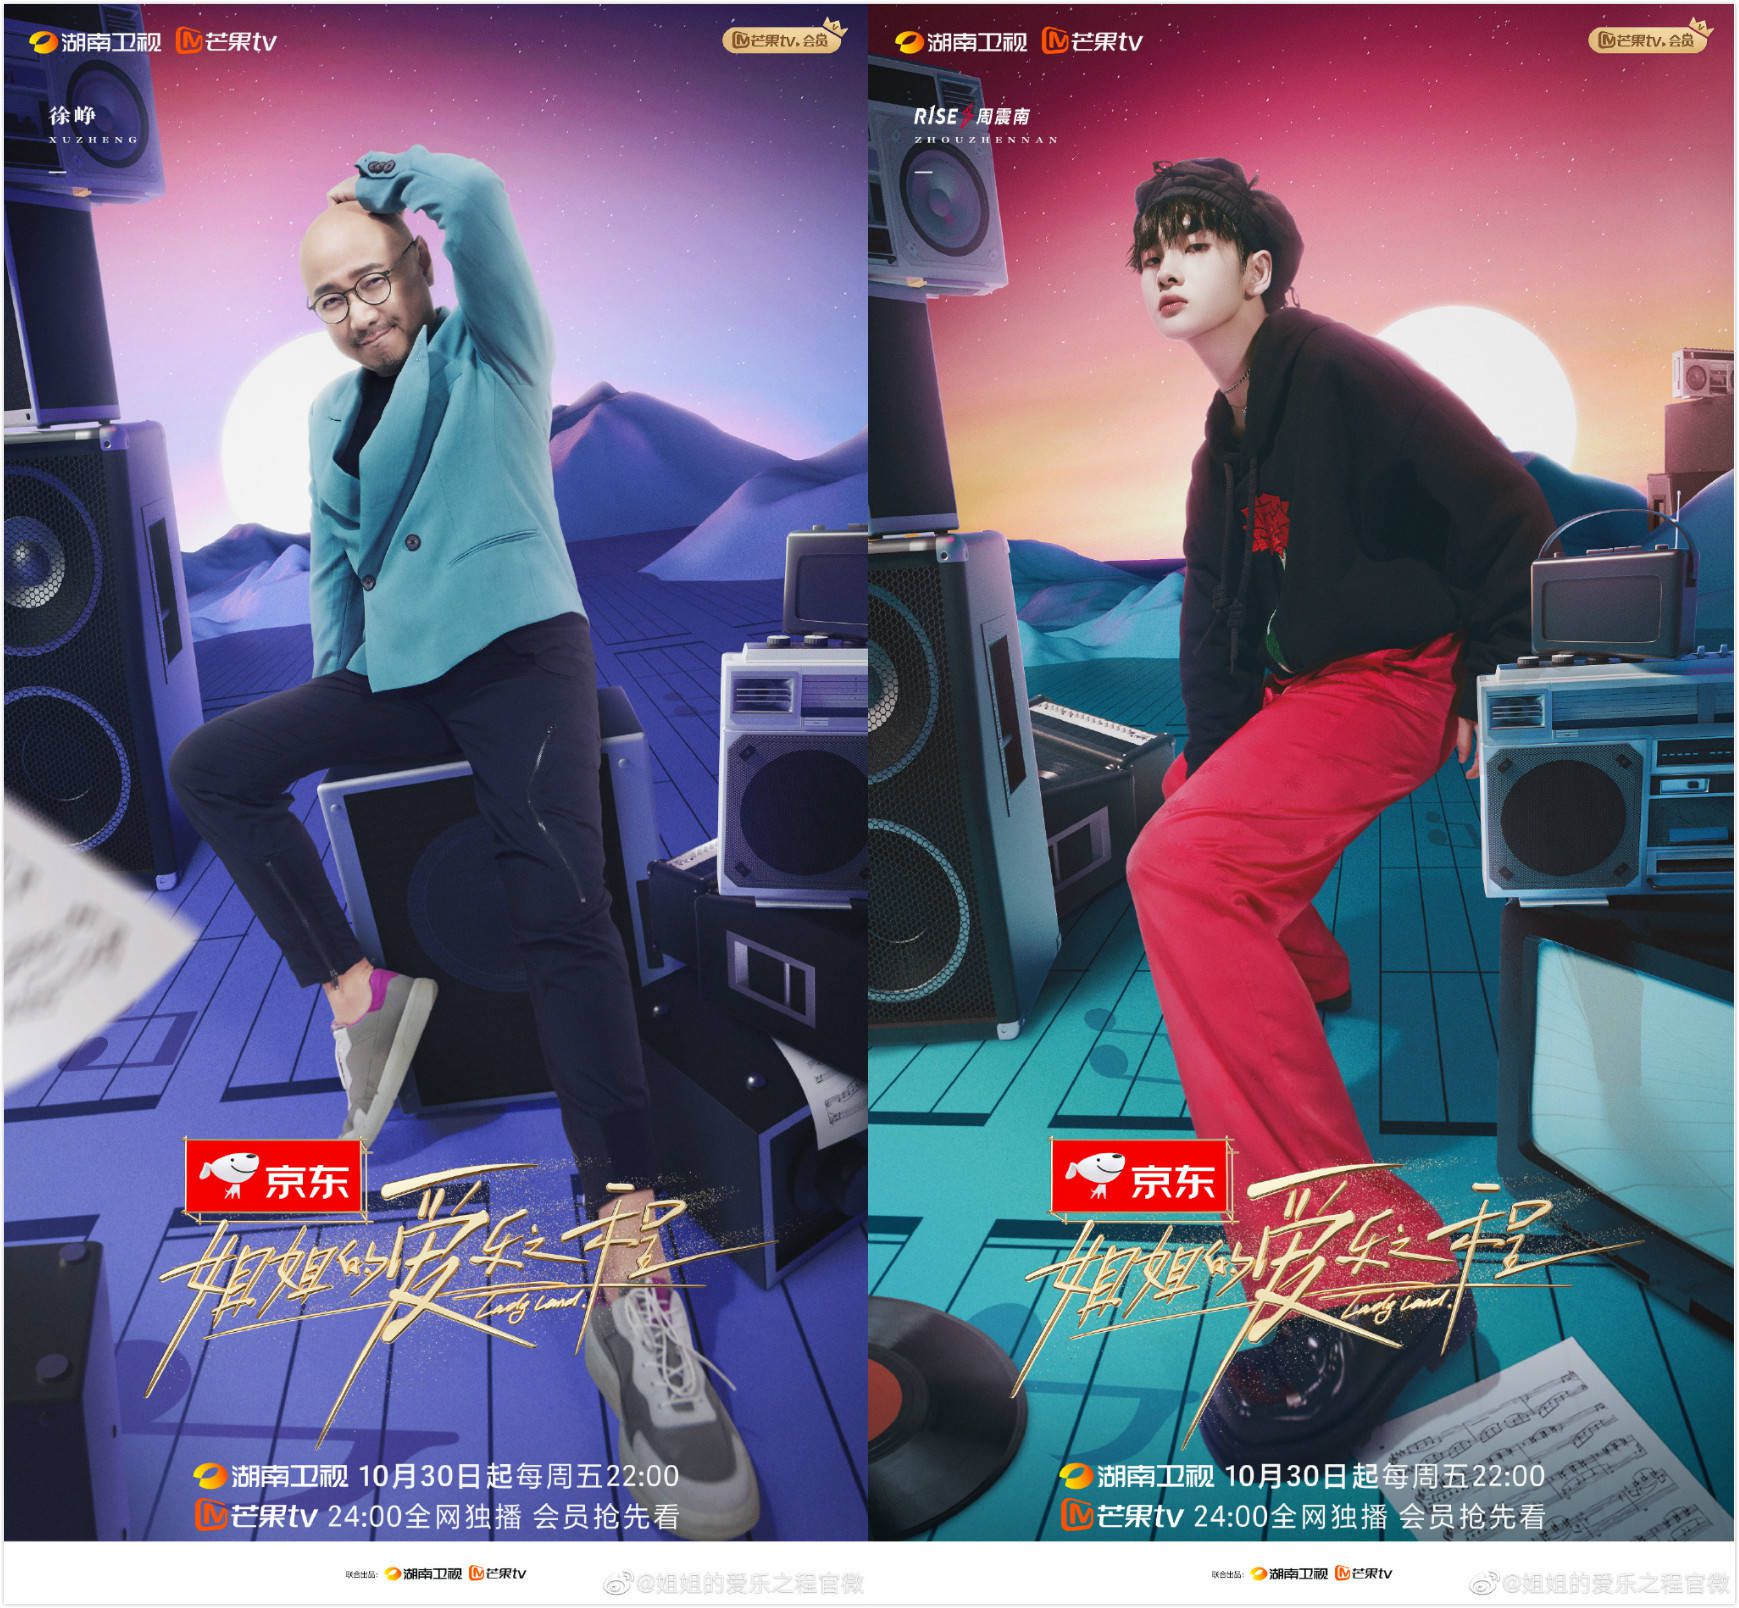 湖南卫视 芒果tv
芒果tv.会员
徐峥
XUZHENG
京东
姐姐的爱乐之程
Lady Land.
湖南卫视 10月30日起每周五22:00
芒果tv 24:00全网独播 会员抢先看
联合出品: 湖南卫视 芒果tv
@姐姐的爱乐之程官微
湖南卫视 芒果tv
芒果tv.会员
R1SE 周震南
ZHOUZHENNAN
京东
姐姐的爱乐之程
Lady Land.
湖南卫视 10月30日起每周五22:00
芒果tv 24:00全网独播 会员抢先看
联合出品: 湖南卫视 芒果tv
@姐姐的爱乐之程官微